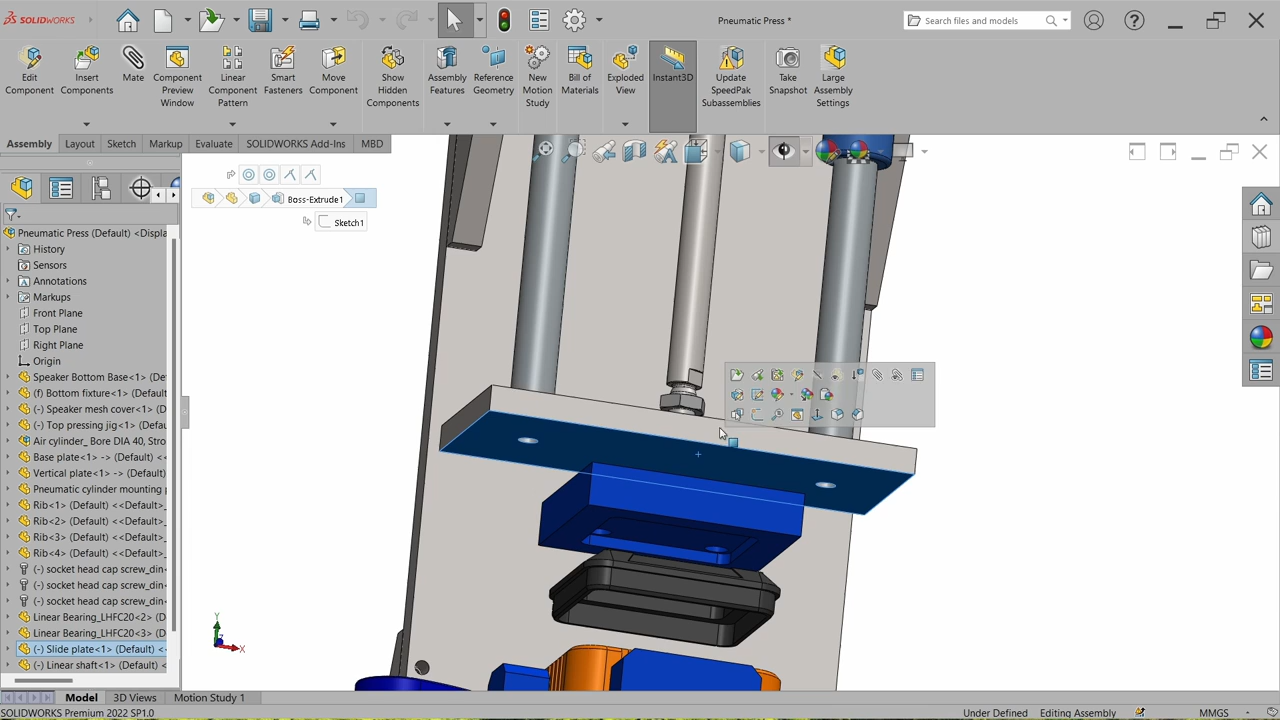 SOLIDWORKS
Pneumatic Press *
Search files and models
Edit Component
Insert Components
Mate
Component Preview Window
Linear Component Pattern
Smart Fasteners
Move Component
Show Hidden Components
Assembly Features
Reference Geometry
New Motion Study
Bill of Materials
Exploded View
Instant3D
Update SpeedPak Subassemblies
Take Snapshot
Large Assembly Settings
Assembly
Layout
Sketch
Markup
Evaluate
SOLIDWORKS Add-Ins
MBD
Boss-Extrude1
Sketch1
Pneumatic Press (Default) <Displa
History
Sensors
Annotations
Markups
Front Plane
Top Plane
Right Plane
Origin
Speaker Bottom Base<1> (De
(f) Bottom fixture<1> (Default)
(-) Speaker mesh cover<1> (D
(-) Top pressing jig<1> (Defau
Air cylinder_ Bore DIA 40, Stro
Base plate<1> (Default) <<De
Vertical plate<1> (Default) <<
Pneumatic cylinder mounting p
Rib<1> (Default) <<Default>_
Rib<2> (Default) <<Default>_
Rib<3> (Default) <<Default>_
Rib<4> (Default) <<Default>_
(-) socket head cap screw_din
(-) socket head cap screw_din
(-) socket head cap screw_din
Linear Bearing_LHFC20<2> (D
Linear Bearing_LHFC20<3> (D
(-) Slide plate<1> (Default) <<
(-) Linear shaft<1> (Default) <
Y
Z
X
Model
3D Views
Motion Study 1
SOLIDWORKS Premium 2022 SP1.0
Under Defined
Editing Assembly
MMGS